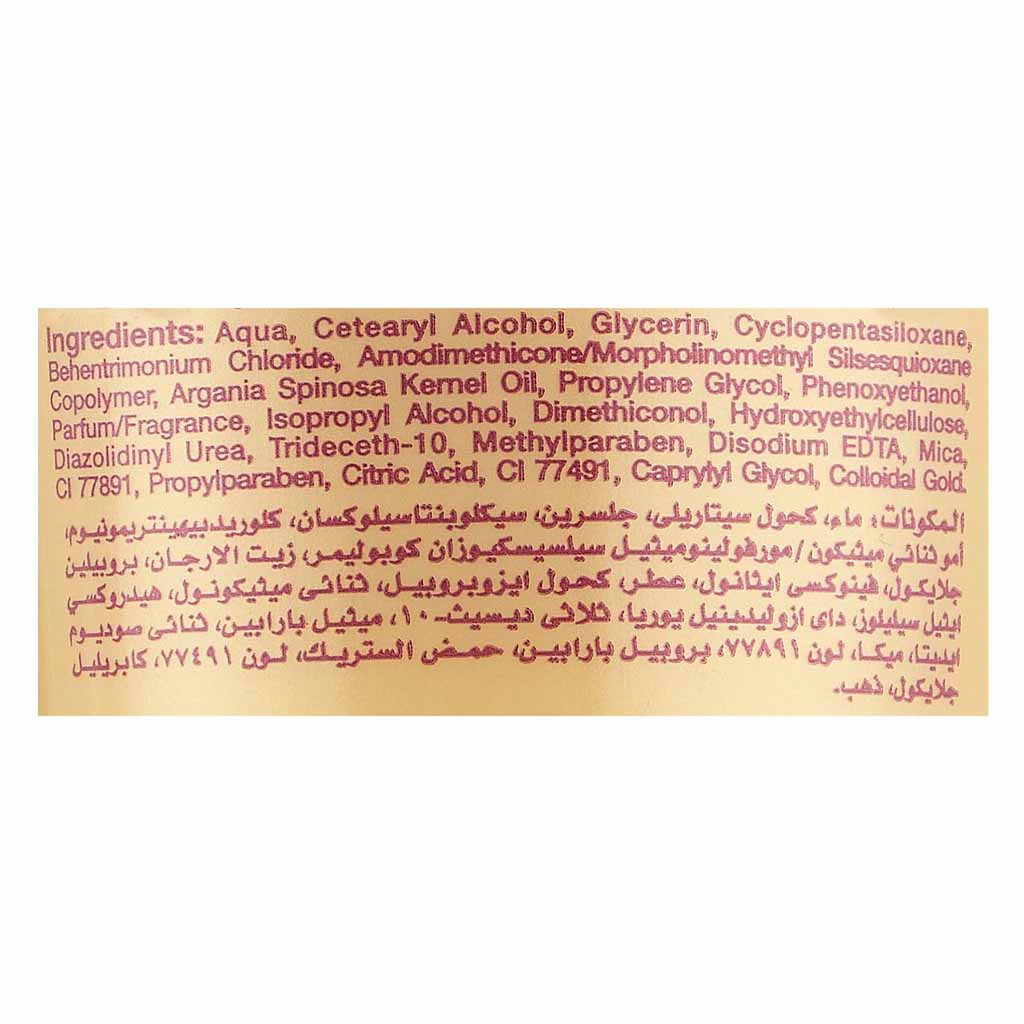 Ingredients: Aqua, Cetearyl Alcohol, Glycerin, Cyclopentasiloxane,
Behentrimonium Chloride, Amodimethicone/Morpholinomethyl Silsesquioxane
Copolymer, Argania Spinosa Kernel Oil, Propylene Glycol, Phenoxyethanol,
Parfum/Fragrance, Isopropyl Alcohol, Dimethiconol, Hydroxyethylcellulose,
Diazolidinyl Urea, Trideceth-10, Methylparaben, Disodium EDTA, Mica,
CI 77891, Propylparaben, Citric Acid, CI 77491, Caprylyl Glycol, Colloidal Gold.
المكونات: ماء، كحول سيتاريلي، جلسرين، سيكلوبنتاسيلوكسان، كلوريدبيهينتريمونيوم،
أموثنائي ميثيكون/مورفولينوميثيل سيلسيسكيوزان كوبوليمر، زيت الارجان، بروبيلين
جلايكول، فينوكسي ايثانول، عطر، كحول ايزوبروبيل، ثنائي ميثيكونول، هيدروكسي
ايثيل سيليلوز، داي ازوليدينيل يوريا، ثلاثي ديسيث-١٠، ميثيل بارابين، ثنائي صوديوم
ايديتا، ميكا، لون ٧٧٨٩١، بروبيل بارابين، حمض الستريك، لون ٧٧٤٩١، كابريليل
جلايكول، ذهب.